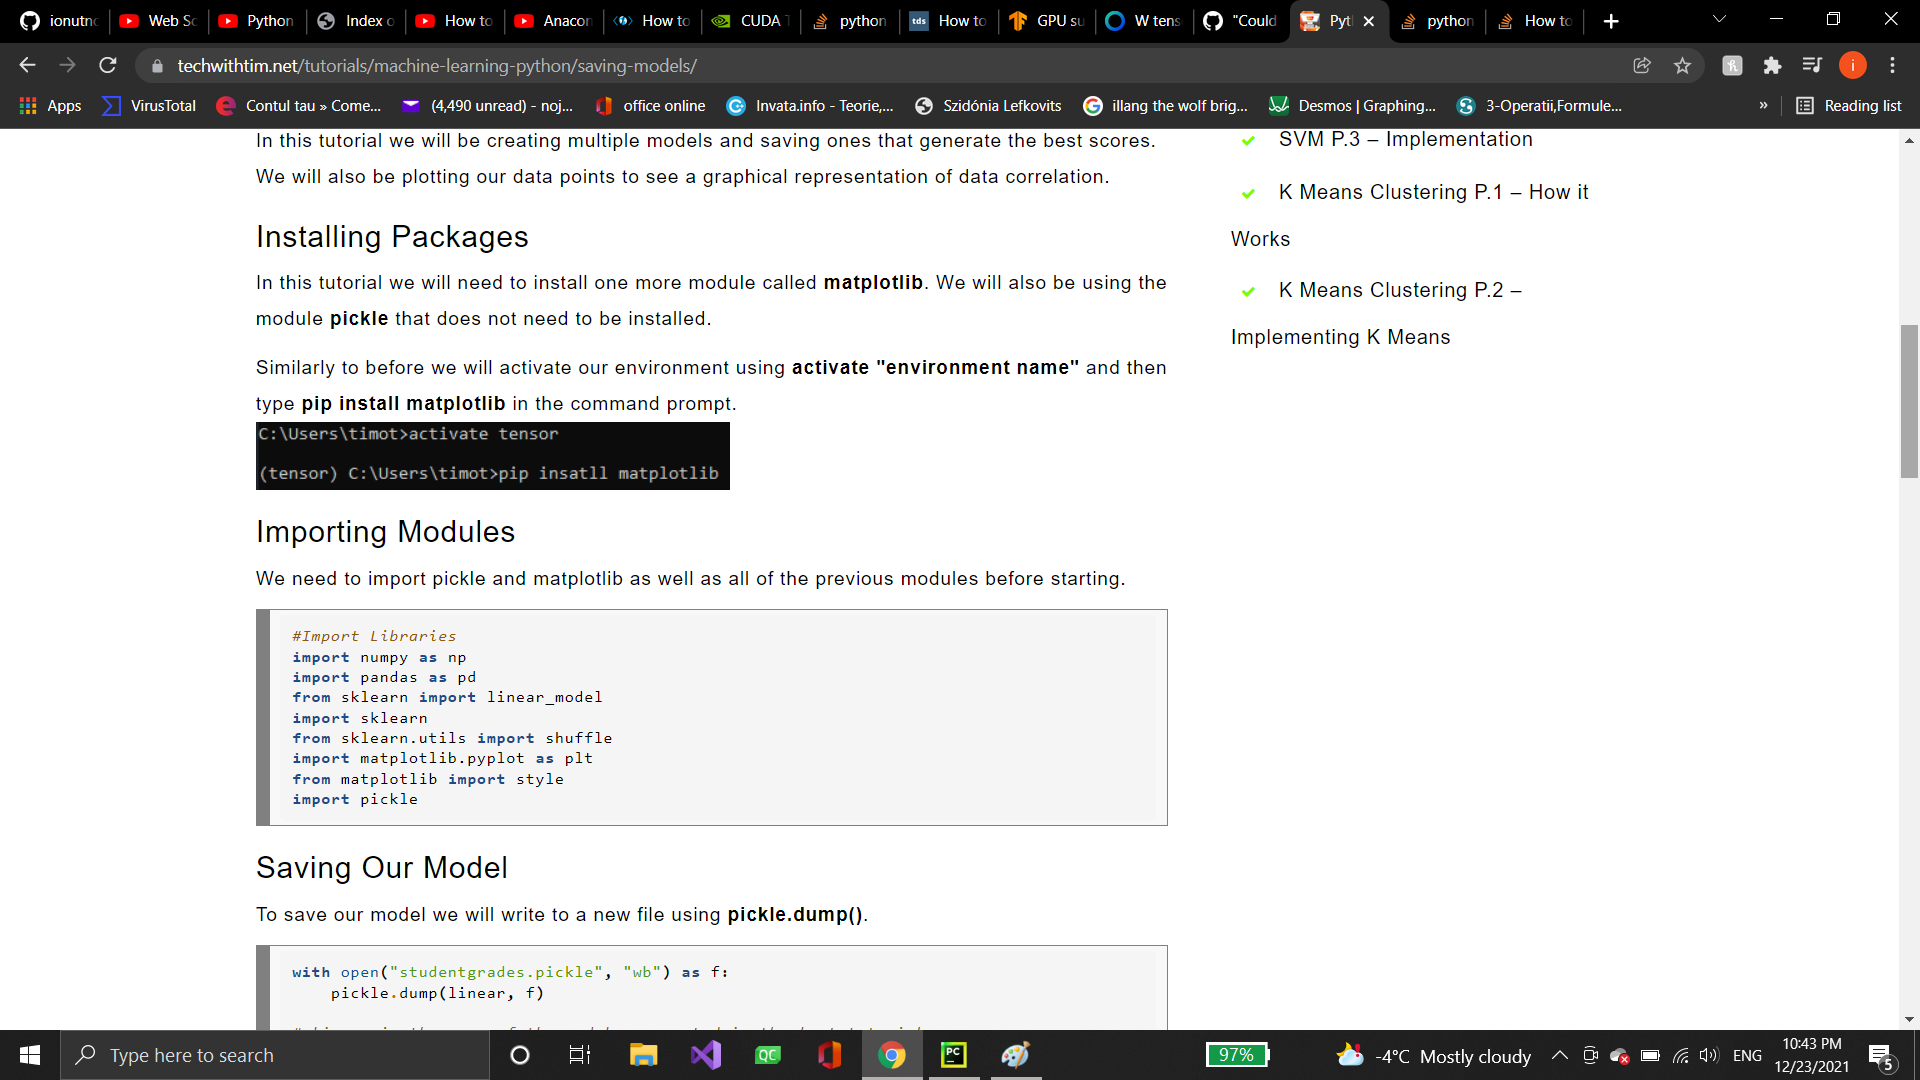 ionutnc
Web Sc
Python
Index o
How to
Anacon
How to
CUDA T
python
tds
How to
GPU su
W tens
"Could
Pyt
python
How to
techwithtim.net/tutorials/machine-learning-python/saving-models/
i
Apps
VirusTotal
Contul tau » Come...
(4,490 unread) - noj...
office online
Invata.info - Teorie,...
Szidónia Lefkovits
illang the wolf brig...
Desmos | Graphing...
3-Operatii,Formule...
»
Reading list
In this tutorial we will be creating multiple models and saving ones that generate the best scores.
We will also be plotting our data points to see a graphical representation of data correlation.
Installing Packages
In this tutorial we will need to install one more module called matplotlib. We will also be using the
module pickle that does not need to be installed.
Similarly to before we will activate our environment using activate "environment name" and then
type pip install matplotlib in the command prompt.
C:\Users\timot>activate tensor
(tensor) C:\Users\timot>pip insatll matplotlib
Importing Modules
We need to import pickle and matplotlib as well as all of the previous modules before starting.
#Import Libraries
import numpy as np
import pandas as pd
from sklearn import linear_model
import sklearn
from sklearn.utils import shuffle
import matplotlib.pyplot as plt
from matplotlib import style
import pickle
Saving Our Model
To save our model we will write to a new file using pickle.dump().
with open("studentgrades.pickle", "wb") as f:
    pickle.dump(linear, f)
SVM P.3 – Implementation
K Means Clustering P.1 – How it
Works
K Means Clustering P.2 –
Implementing K Means
Type here to search
QC
PC
97%
-4°C Mostly cloudy
ENG
10:43 PM
12/23/2021
5